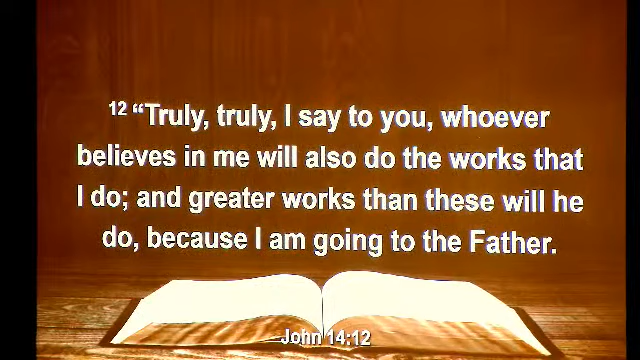 12 “Truly, truly, I say to you, whoever
believes in me will also do the works that
I do; and greater works than these will he
do, because I am going to the Father.
John 14:12